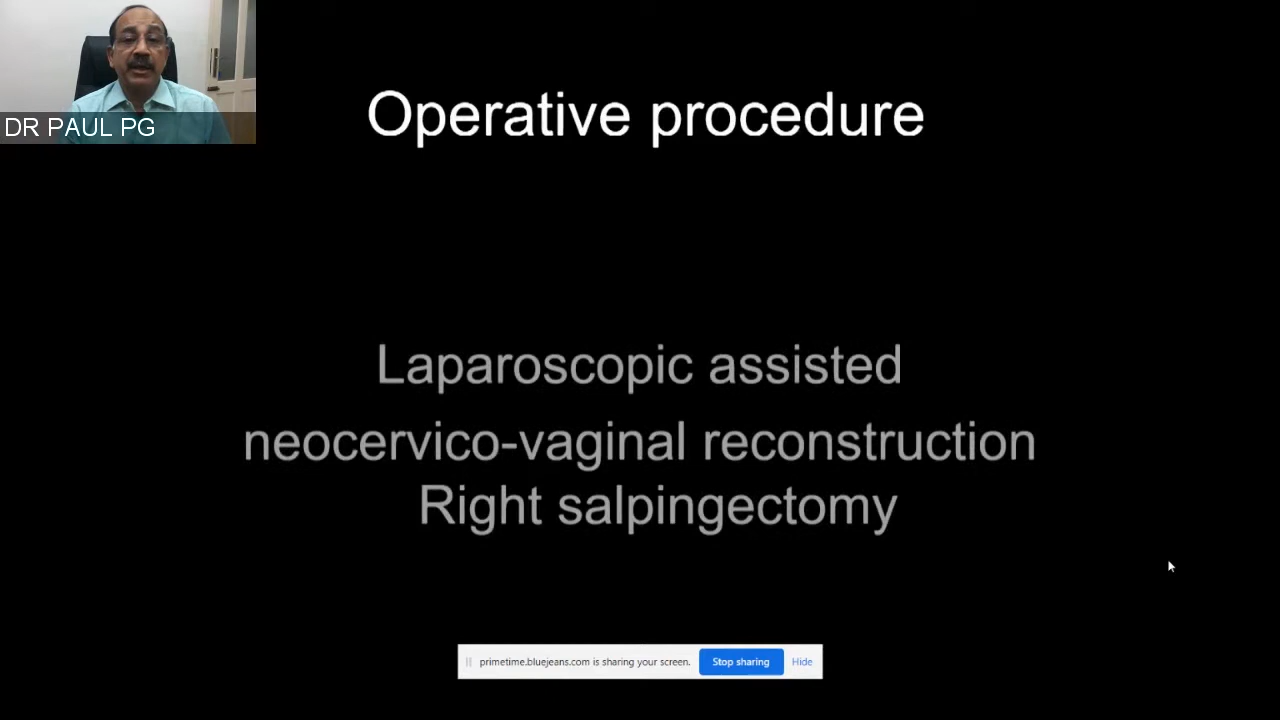 DR PAUL PG
Operative procedure
Laparoscopic assisted
neocervico-vaginal reconstruction
Right salpingectomy
primetime.bluejeans.com is sharing your screen. Stop sharing Hide